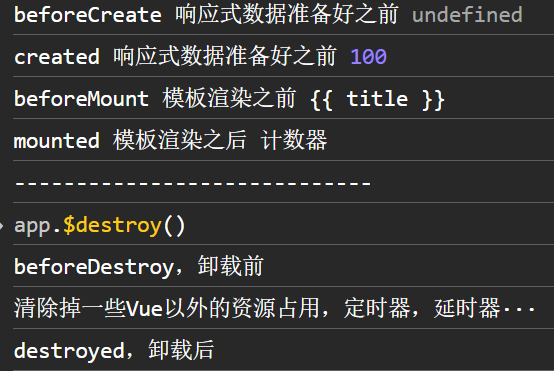 beforeCreate 响应式数据准备好之前 undefined
created 响应式数据准备好之前 100
beforeMount 模板渲染之前 {{ title }}
mounted 模板渲染之后 计数器
-----------------------------
app.$destroy()
beforeDestroy，卸载前
清除掉一些Vue以外的资源占用，定时器，延时器...
destroyed，卸载后